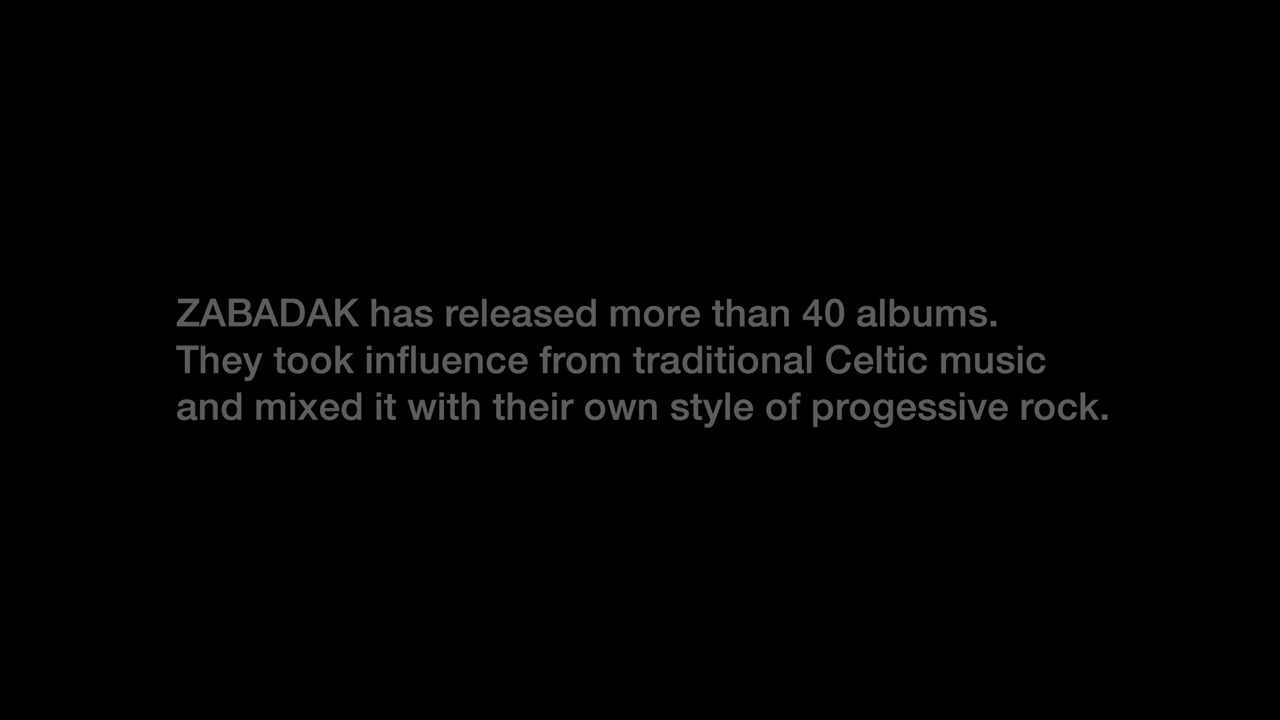 ZABADAK has released more than 40 albums.
They took influence from traditional Celtic music
and mixed it with their own style of progessive rock.